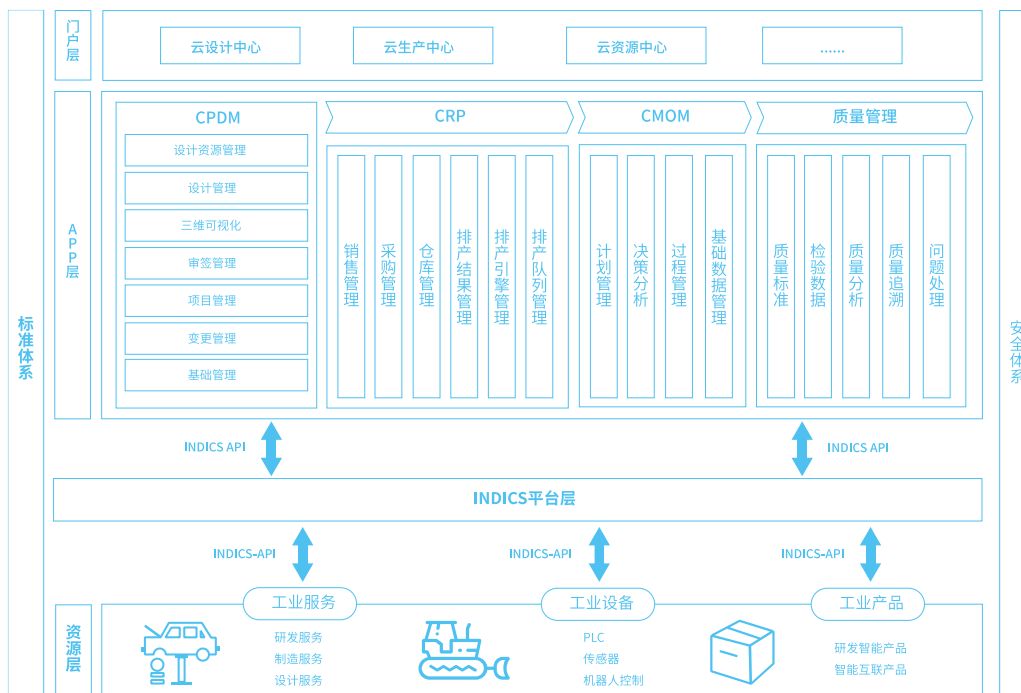 标准体系
门户层
云设计中心
云生产中心
云资源中心
......
APP层
CPDM
设计资源管理
设计管理
三维可视化
审签管理
项目管理
变更管理
基础管理
CRP
销售管理
采购管理
仓库管理
排产结果管理
排产引擎管理
排产队列管理
CMOM
计划管理
决策分析
过程管理
基础数据管理
质量管理
质量标准
检验数据
质量分析
质量追溯
问题处理
安全体系
INDICS API
INDICS API
INDICS平台层
INDICS-API
INDICS-API
INDICS-API
资源层
工业服务
研发服务
制造服务
设计服务
工业设备
PLC
传感器
机器人控制
工业产品
研发智能产品
智能互联产品